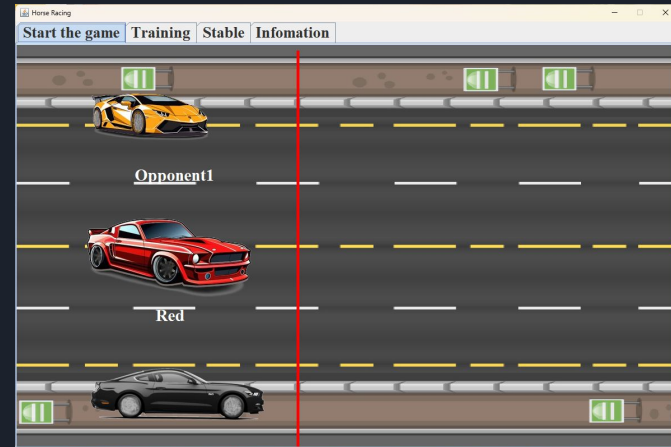 Horse Racing
Start the game Training Stable Infomation
Opponent1
Red